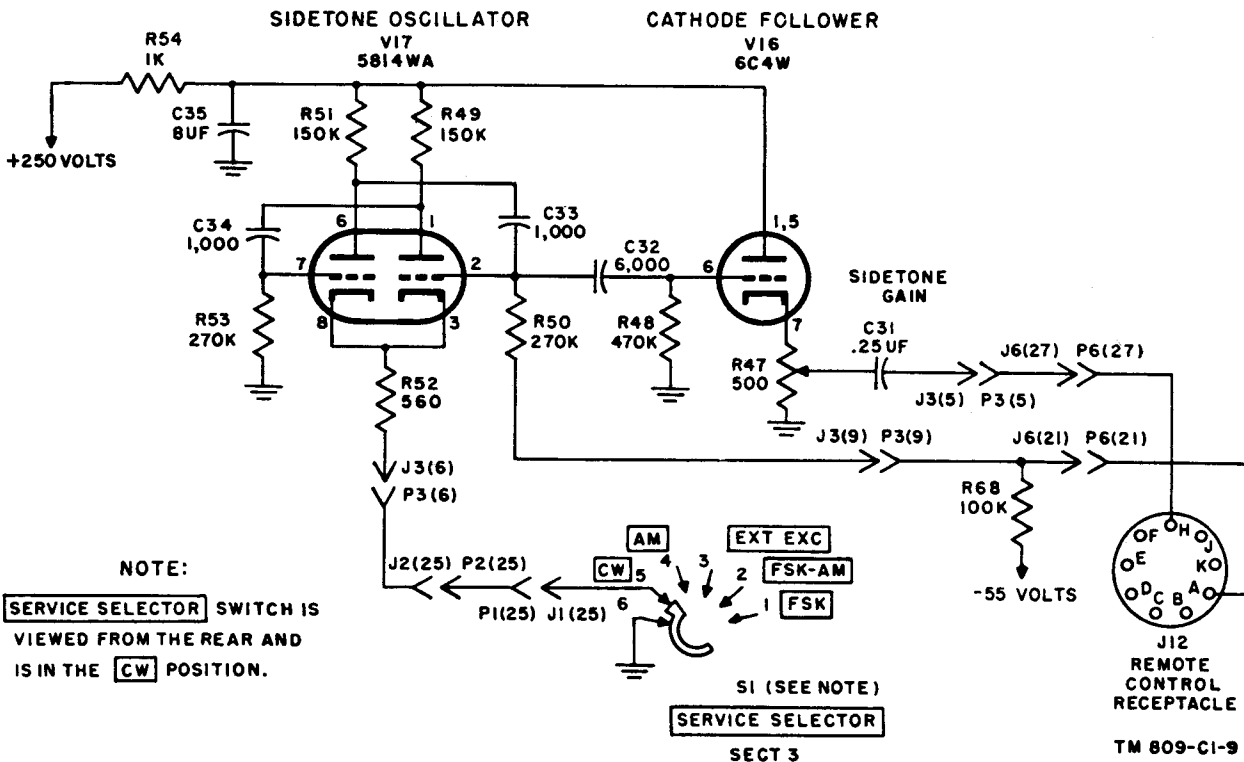 SIDETONE OSCILLATOR
V17
5814WA
CATHODE FOLLOWER
V16
6C4W
R54
1K
C35
8UF
+250 VOLTS
R51
150K
R49
150K
C34
1,000
6
1
C33
1,000
7
2
8
3
R53
270K
R52
560
R50
270K
C32
6,000
R48
470K
1,5
6
7
SIDETONE
GAIN
R47
500
C31
.25UF
J6(27) P6(27)
J3(5) P3(5)
J3(9) P3(9)
J6(21) P6(21)
R68
100K
-55 VOLTS
J3(6)
P3(6)
J2(25) P2(25)
P1(25) J1(25)
AM
4
3
EXT EXC
CW
5
2
FSK-AM
6
1
FSK
S1 (SEE NOTE)
SERVICE SELECTOR
SECT 3
NOTE:
SERVICE SELECTOR SWITCH IS
VIEWED FROM THE REAR AND
IS IN THE CW POSITION.
H
F
J
E
K
D
C
B
A
J12
REMOTE
CONTROL
RECEPTACLE
TM 809-C1-9